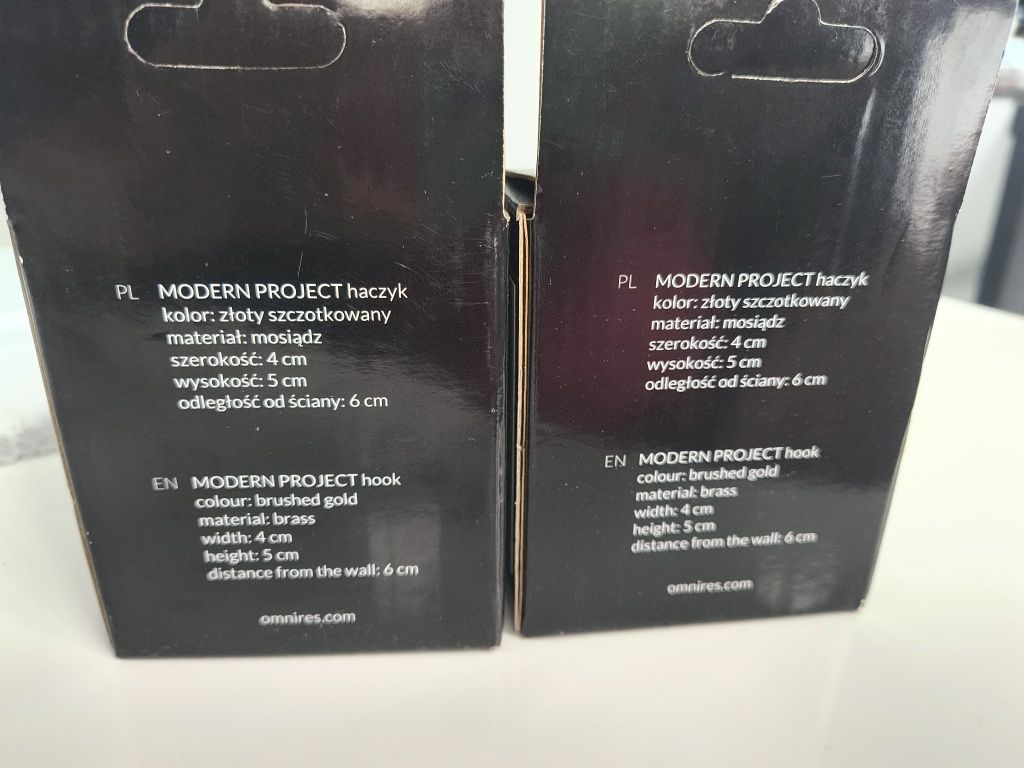 PL MODERN PROJECT haczyk
kolor: złoty szczotkowany
materiał: mosiądz
szerokość: 4 cm
wysokość: 5 cm
odległość od ściany: 6 cm
EN MODERN PROJECT hook
colour: brushed gold
material: brass
width: 4 cm
height: 5 cm
distance from the wall: 6 cm
omnires.com
PL MODERN PROJECT haczyk
kolor: złoty szczotkowany
materiał: mosiądz
szerokość: 4 cm
wysokość: 5 cm
odległość od ściany: 6 cm
EN MODERN PROJECT hook
colour: brushed gold
material: brass
width: 4 cm
height: 5 cm
distance from the wall: 6 cm
omnires.com